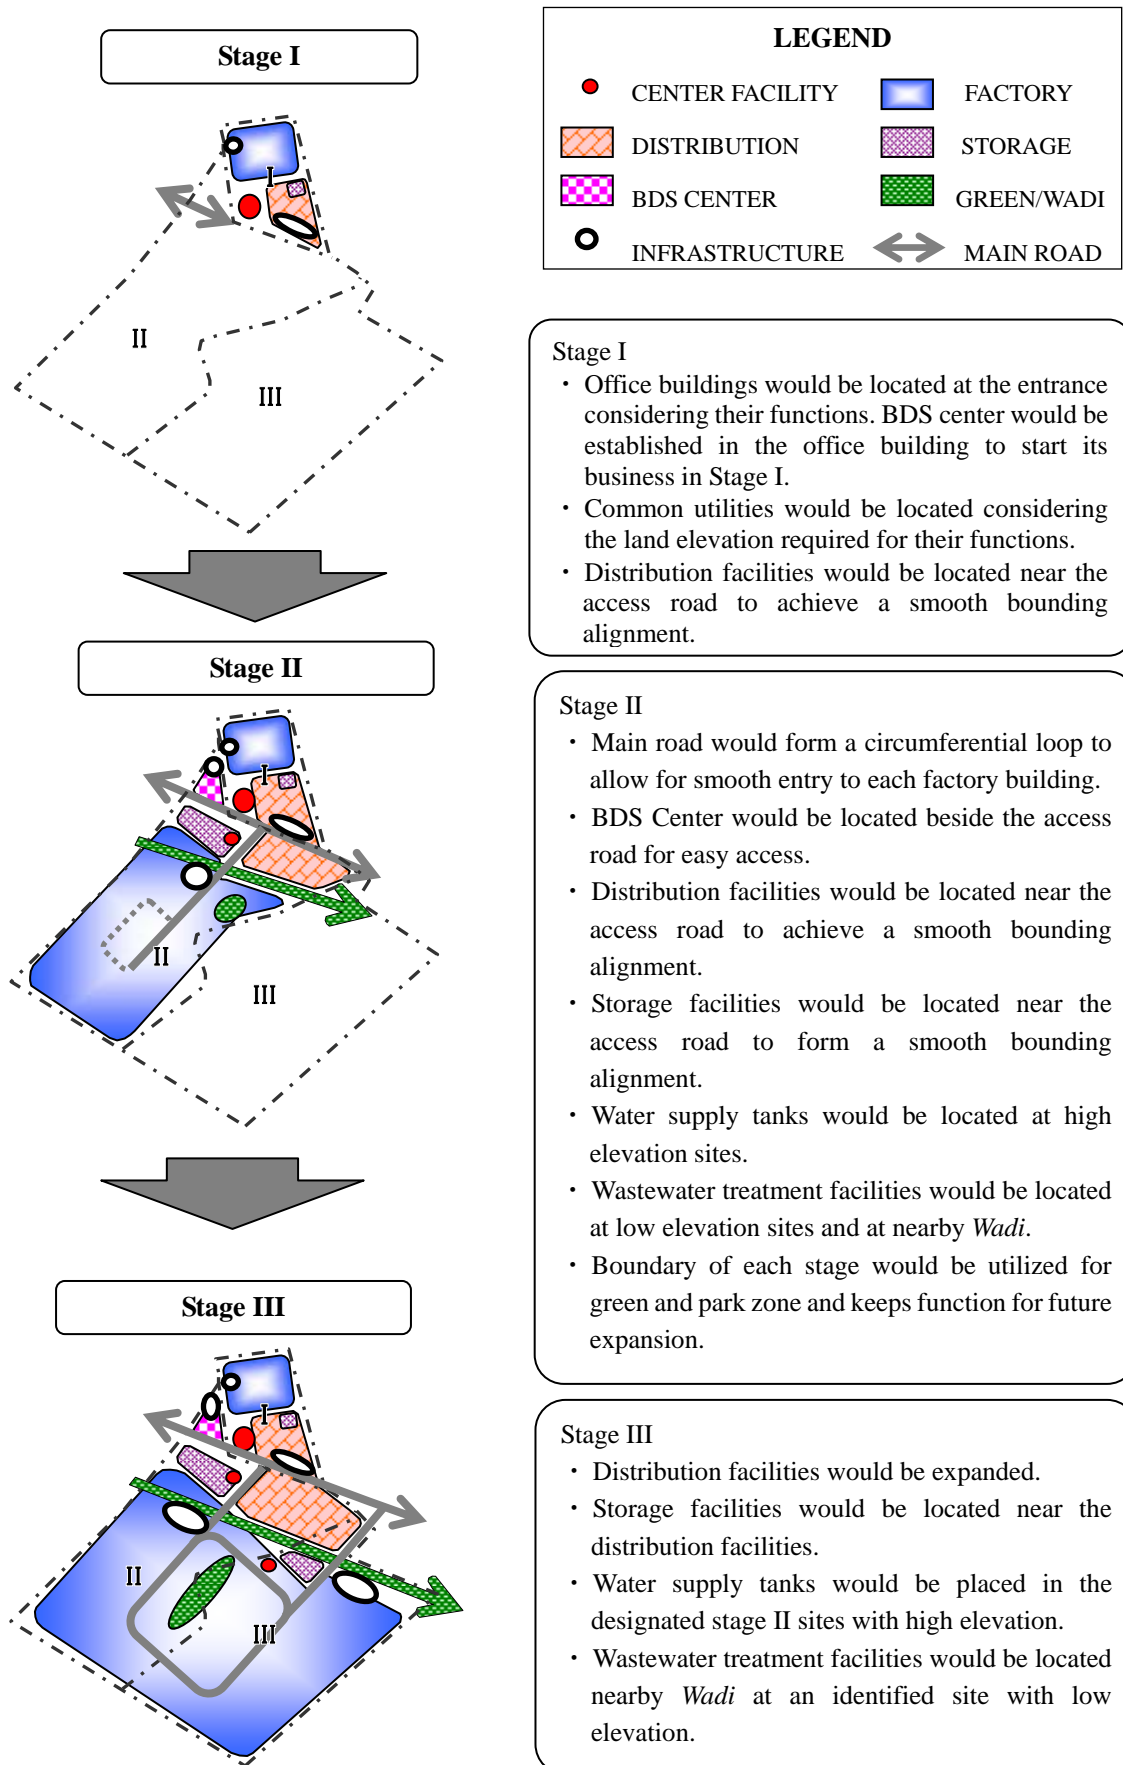 Stage I
I
II
III
LEGEND
CENTER FACILITY
FACTORY
DISTRIBUTION
STORAGE
BDS CENTER
GREEN/WADI
INFRASTRUCTURE
MAIN ROAD
Stage I
・ Office buildings would be located at the entrance
considering their functions. BDS center would be
established in the office building to start its
business in Stage I.
・ Common utilities would be located considering
the land elevation required for their functions.
・ Distribution facilities would be located near the
access road to achieve a smooth bounding
alignment.
Stage II
I
II
III
Stage II
・ Main road would form a circumferential loop to
allow for smooth entry to each factory building.
・ BDS Center would be located beside the access
road for easy access.
・ Distribution facilities would be located near the
access road to achieve a smooth bounding
alignment.
・ Storage facilities would be located near the
access road to form a smooth bounding
alignment.
・ Water supply tanks would be located at high
elevation sites.
・ Wastewater treatment facilities would be located
at low elevation sites and at nearby Wadi.
・ Boundary of each stage would be utilized for
green and park zone and keeps function for future
expansion.
Stage III
I
II
III
Stage III
・ Distribution facilities would be expanded.
・ Storage facilities would be located near the
distribution facilities.
・ Water supply tanks would be placed in the
designated stage II sites with high elevation.
・ Wastewater treatment facilities would be located
nearby Wadi at an identified site with low
elevation.